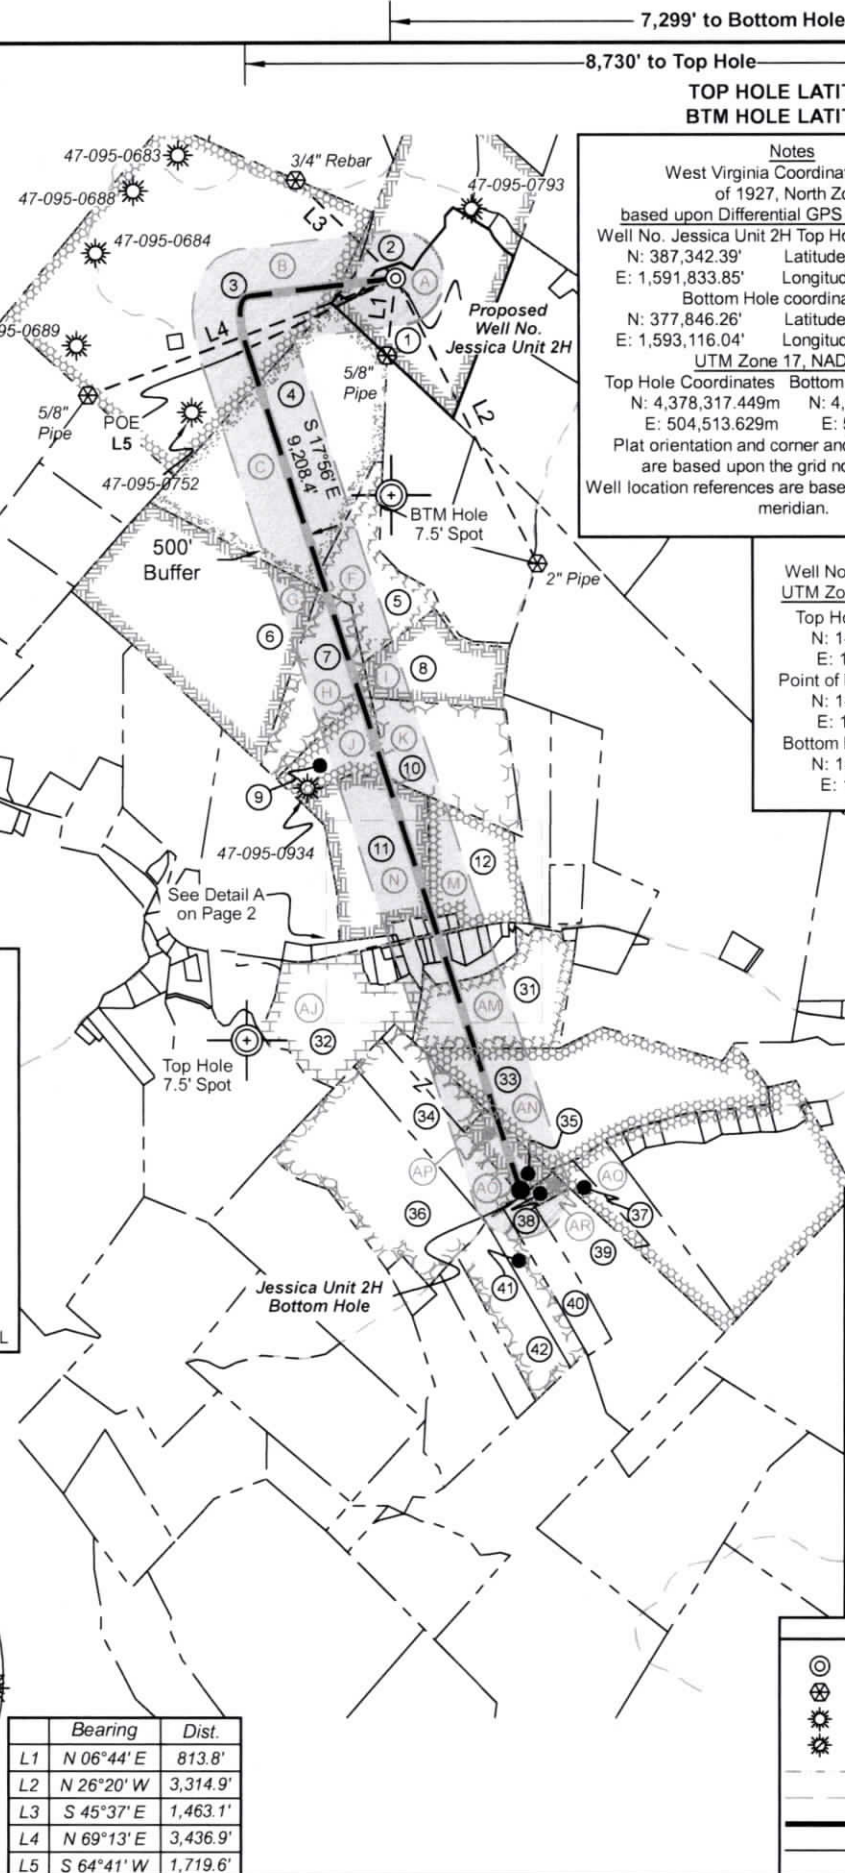 7,299' to Bottom Hole
8,730' to Top Hole
TOP HOLE LATI
BTM HOLE LATI
Notes
West Virginia Coordina
of 1927, North Zo
based upon Differential GPS
Well No. Jessica Unit 2H Top Ho
N: 387,342.39' Latitude
E: 1,591,833.85' Longitud
Bottom Hole coordina
N: 377,846.26' Latitude
E: 1,593,116.04' Longitud
UTM Zone 17, NAD
Top Hole Coordinates Bottom
N: 4,378,317.449m N: 4,
E: 504,513.629m E:
Plat orientation and corner and
are based upon the grid no
Well location references are base
meridian.
Well No
UTM Zo
Top Ho
N: 1
E: 1
Point of
N: 1
E: 1
Bottom
N: 1
E:
47-095-0683
3/4" Rebar
47-095-0688
47-095-0793
L3
47-095-0684
2
B
A
3
L1
Proposed
Well No.
Jessica Unit 2H
95-0689
L4
1
5/8"
Pipe
5/8"
Pipe
4
L2
POE
L5
S 17°56' E
9,208.4'
C
47-095-0752
BTM Hole
7.5' Spot
500'
Buffer
2" Pipe
F
G
5
6
7
8
I
H
J
K
10
9
11
12
47-095-0934
N
M
See Detail A
on Page 2
31
AJ
AM
32
Top Hole
7.5' Spot
33
34
AN
35
AP
AO
AQ
36
38
37
AR
39
41
Jessica Unit 2H
Bottom Hole
40
42
L
Bearing Dist.
L1 N 06°44' E 813.8'
L2 N 26°20' W 3,314.9'
L3 S 45°37' E 1,463.1'
L4 N 69°13' E 3,436.9'
L5 S 64°41' W 1,719.6'